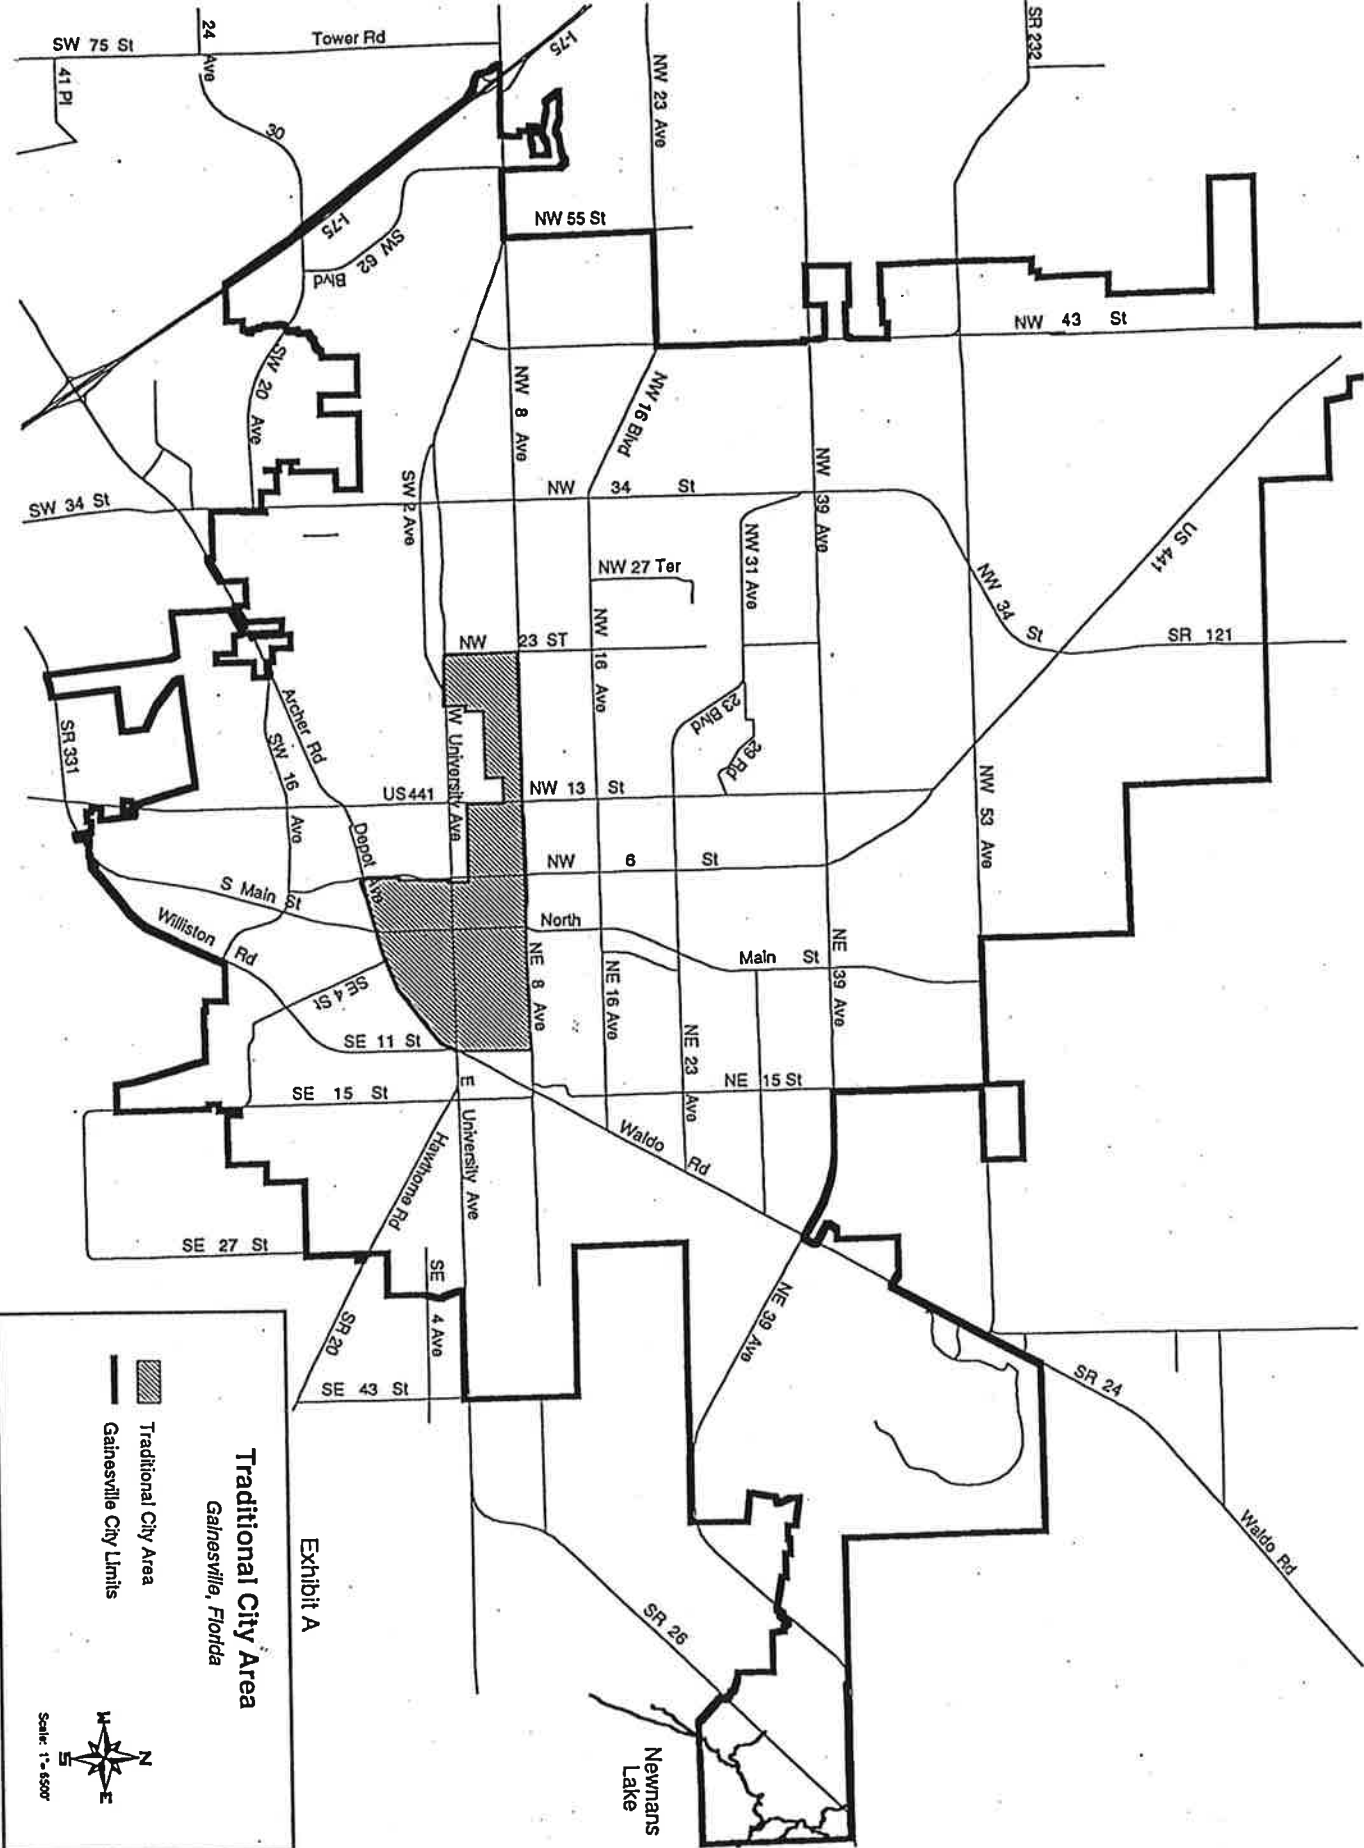 SR 232
I-75
24 Ave
SW 75 St
Tower Rd
41 Pl
30
NW 23 Ave
NW 55 St
I-75
SW 62 Blvd
NW 43 St
NW 8 Ave
NW 16 Blvd
SW 20 Ave
SW 2 Ave
NW 39 Ave
SW 34 St
NW 34 St
US 441
NW 31 Ave
NW 27 Ter
NW 34 St
SR 121
NW 23 ST
NW 16 Ave
Archer Rd
23 Blvd
29 Rd
SR 331
SW 16 Ave
W University Ave
US 441
NW 13 St
NW 53 Ave
Depot Ave
NW 6 St
S Main St
Williston Rd
North Main St
NE 8 Ave
NE 16 Ave
NE 39 Ave
SE 4 St
SE 11 St
NE 23 Ave
SE 15 St
NE 15 St
E University Ave
Waldo Rd
Hawthorne Rd
SE 27 St
SE 4 Ave
NE 39 Ave
SR 20
SE 43 St
SR 24
Waldo Rd
SR 26
Newnans
Lake
Exhibit A
Traditional City Area
Gainesville, Florida
Traditional City Area
Gainesville City Limits
N
W
E
S
Scale: 1"= 6500'